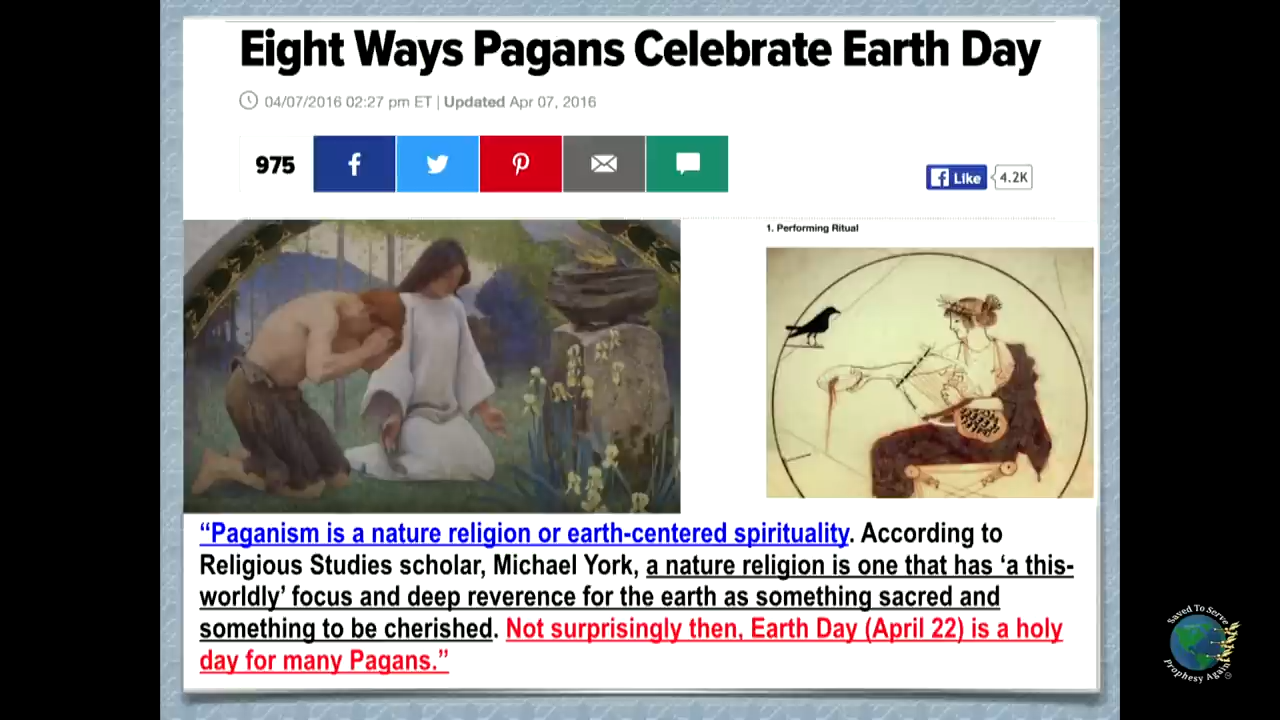 Eight Ways Pagans Celebrate Earth Day
04/07/2016 02:27 pm ET | Updated Apr 07, 2016
975
Like
4.2K
1. Performing Ritual
“Paganism is a nature religion or earth-centered spirituality. According to
Religious Studies scholar, Michael York, a nature religion is one that has ‘a this-
worldly’ focus and deep reverence for the earth as something sacred and
something to be cherished. Not surprisingly then, Earth Day (April 22) is a holy
day for many Pagans.”
Saved To Serve
Prophesy Again